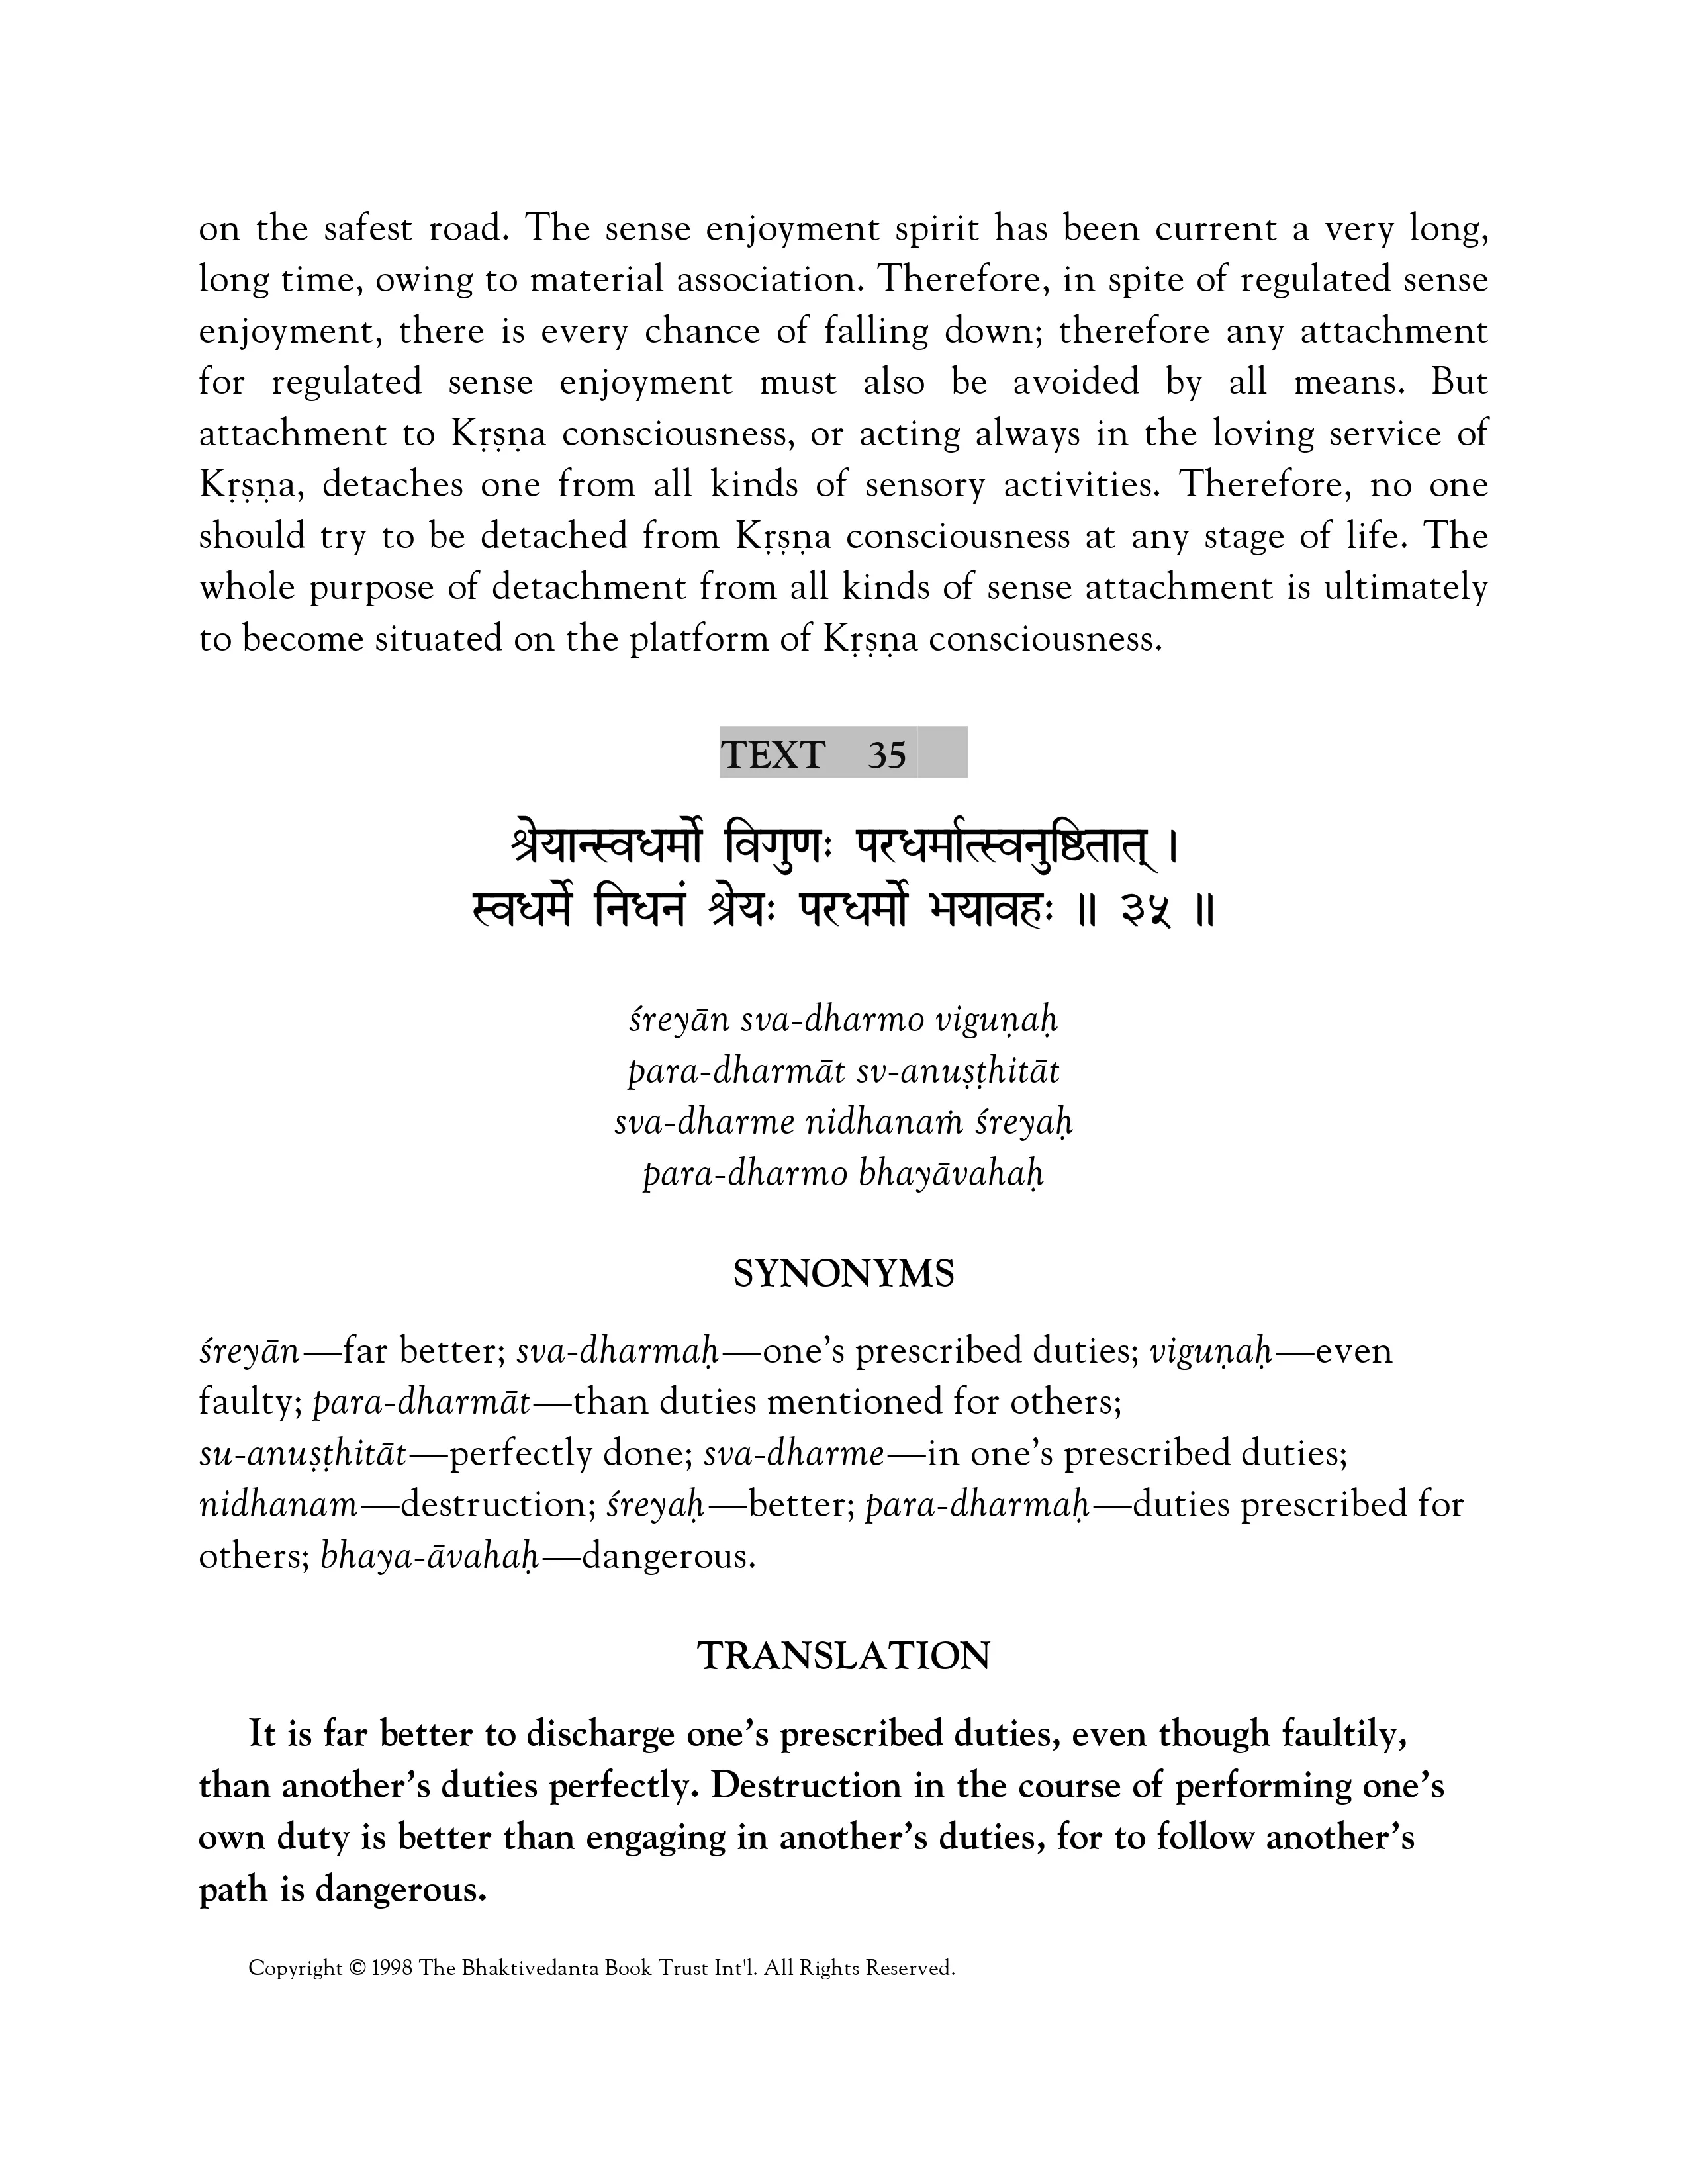 on the safest road. The sense enjoyment spirit has been current a very long,
long time, owing to material association. Therefore, in spite of regulated sense
enjoyment, there is every chance of falling down; therefore any attachment
for regulated sense enjoyment must also be avoided by all means. But
attachment to Kṛṣṇa consciousness, or acting always in the loving service of
Kṛṣṇa, detaches one from all kinds of sensory activities. Therefore, no one
should try to be detached from Kṛṣṇa consciousness at any stage of life. The
whole purpose of detachment from all kinds of sense attachment is ultimately
to become situated on the platform of Kṛṣṇa consciousness.
TEXT 35
श्रेयान्स्वधर्मो विगुणः परधर्मात्स्वनुष्ठितात् ।
स्वधर्मे निधनं श्रेयः परधर्मो भयावहः ॥ ३५ ॥
śreyān sva-dharmo viguṇaḥ
para-dharmāt sv-anuṣṭhitāt
sva-dharme nidhanaṁ śreyaḥ
para-dharmo bhayāvahaḥ
SYNONYMS
śreyān—far better; sva-dharmaḥ—one’s prescribed duties; viguṇaḥ—even
faulty; para-dharmāt—than duties mentioned for others;
su-anuṣṭhitāt—perfectly done; sva-dharme—in one’s prescribed duties;
nidhanam—destruction; śreyaḥ—better; para-dharmaḥ—duties prescribed for
others; bhaya-āvahaḥ—dangerous.
TRANSLATION
It is far better to discharge one’s prescribed duties, even though faultily,
than another’s duties perfectly. Destruction in the course of performing one’s
own duty is better than engaging in another’s duties, for to follow another’s
path is dangerous.
Copyright © 1998 The Bhaktivedanta Book Trust Int'l. All Rights Reserved.